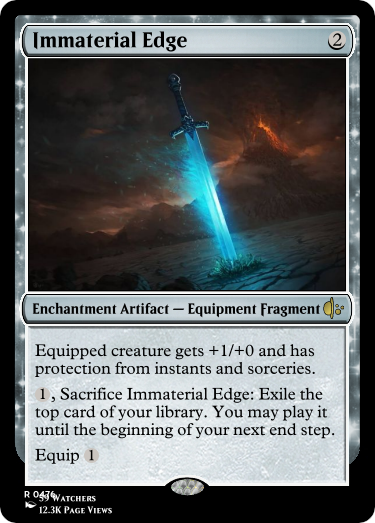 Immaterial Edge 2
Enchantment Artifact — Equipment Fragment
Equipped creature gets +1/+0 and has
protection from instants and sorceries.
1 , Sacrifice Immaterial Edge: Exile the
top card of your library. You may play it
until the beginning of your next end step.
Equip 1
R 0476
39 Watchers
12.3K Page Views